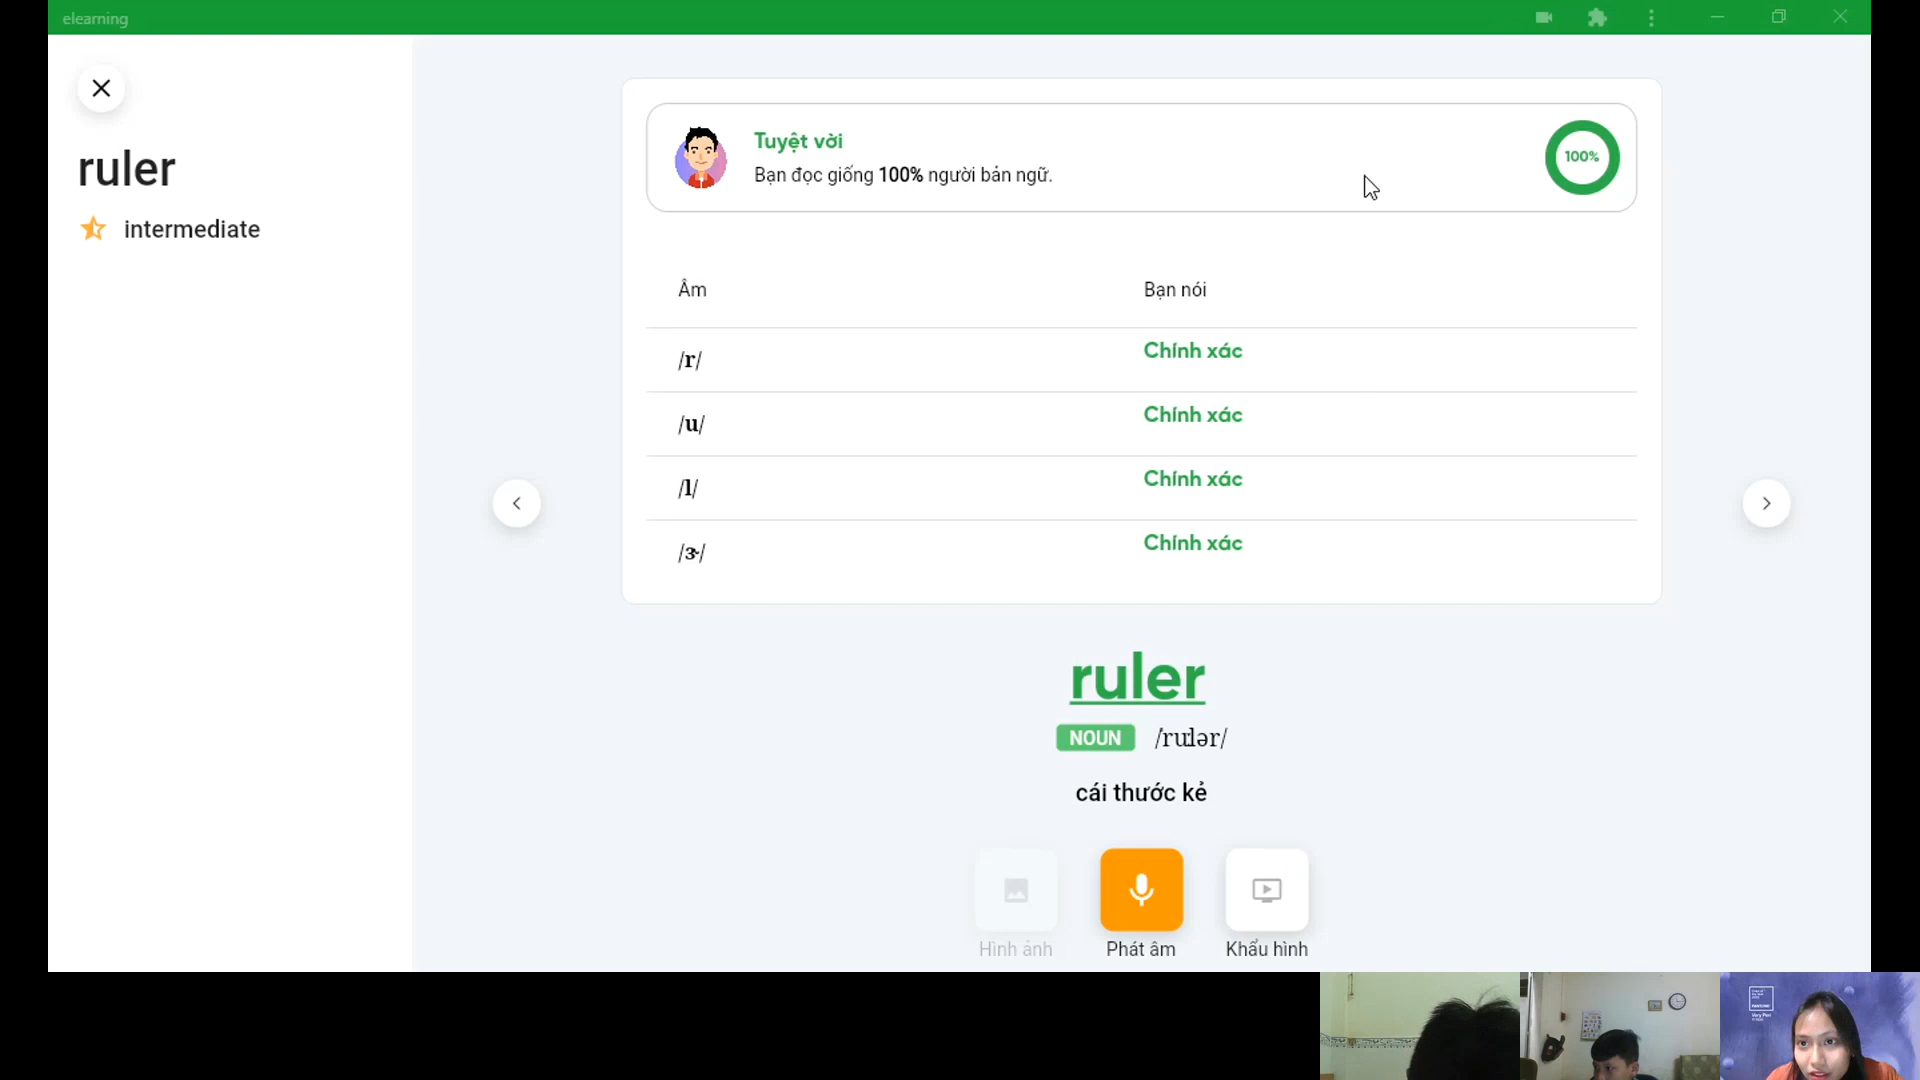 elearning
ruler
intermediate
Tuyệt vời
Bạn đọc giống 100% người bản ngữ.
100%
Âm
Bạn nói
/r/
Chính xác
/u/
Chính xác
/l/
Chính xác
/ɝ/
Chính xác
ruler
NOUN /rulər/
cái thước kẻ
Hình ảnh
Phát âm
Khẩu hình